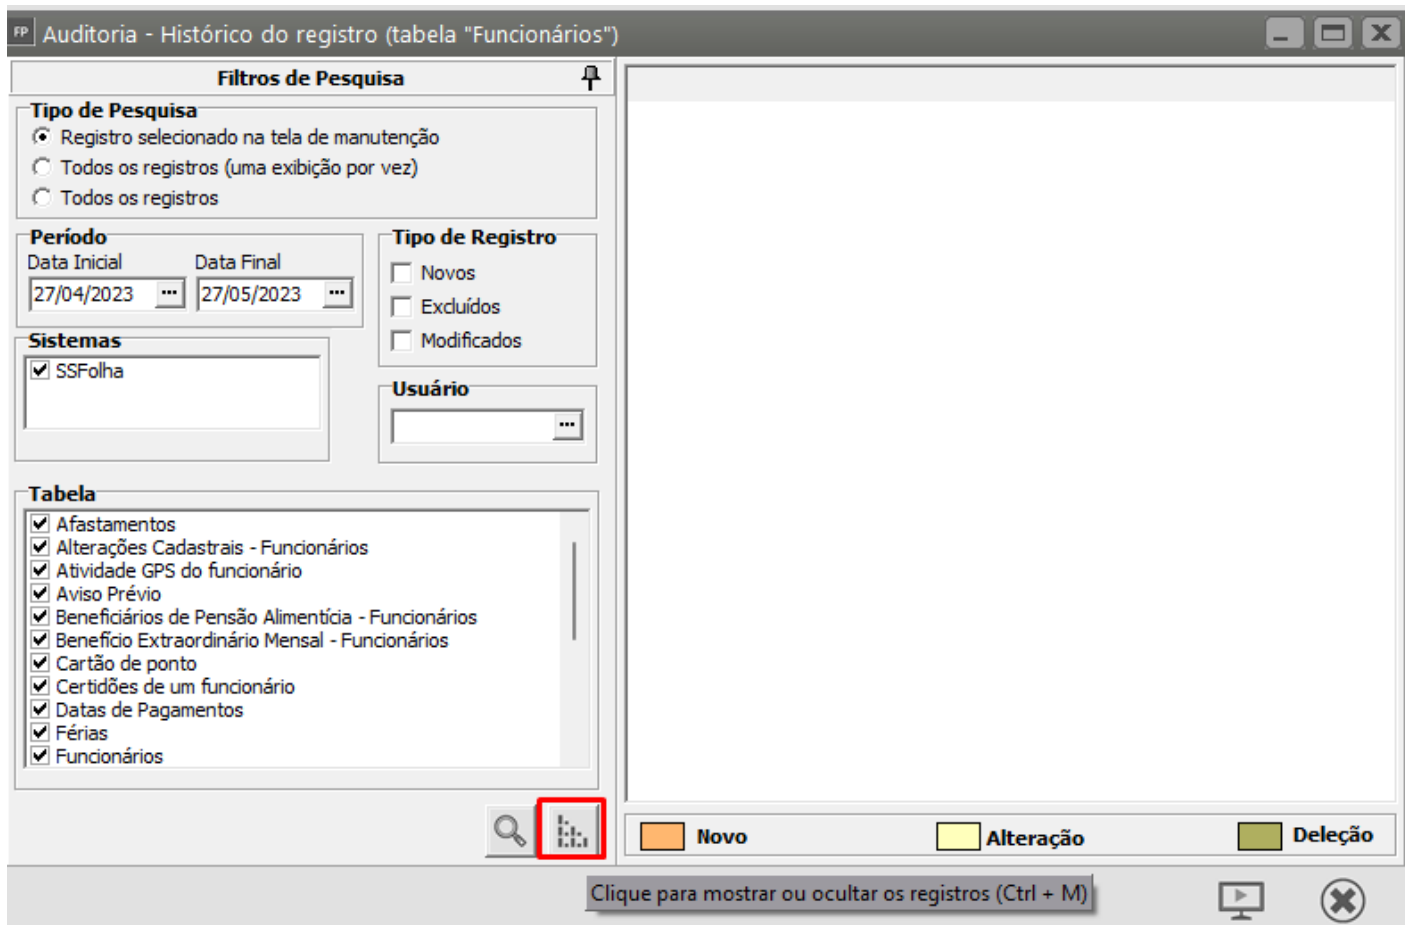 FP Auditoria - Histórico do registro (tabela "Funcionários")
Filtros de Pesquisa
Tipo de Pesquisa
Registro selecionado na tela de manutenção
Todos os registros (uma exibição por vez)
Todos os registros
Período
Data Inicial Data Final
27/04/2023 ... 27/05/2023 ...
Tipo de Registro
Novos
Excluídos
Modificados
Sistemas
SSFolha
Usuário
...
Tabela
Afastamentos
Alterações Cadastrais - Funcionários
Atividade GPS do funcionário
Aviso Prévio
Beneficiários de Pensão Alimentícia - Funcionários
Benefício Extraordinário Mensal - Funcionários
Cartão de ponto
Certidões de um funcionário
Datas de Pagamentos
Férias
Funcionários
Novo Alteração Deleção
Clique para mostrar ou ocultar os registros (Ctrl + M)